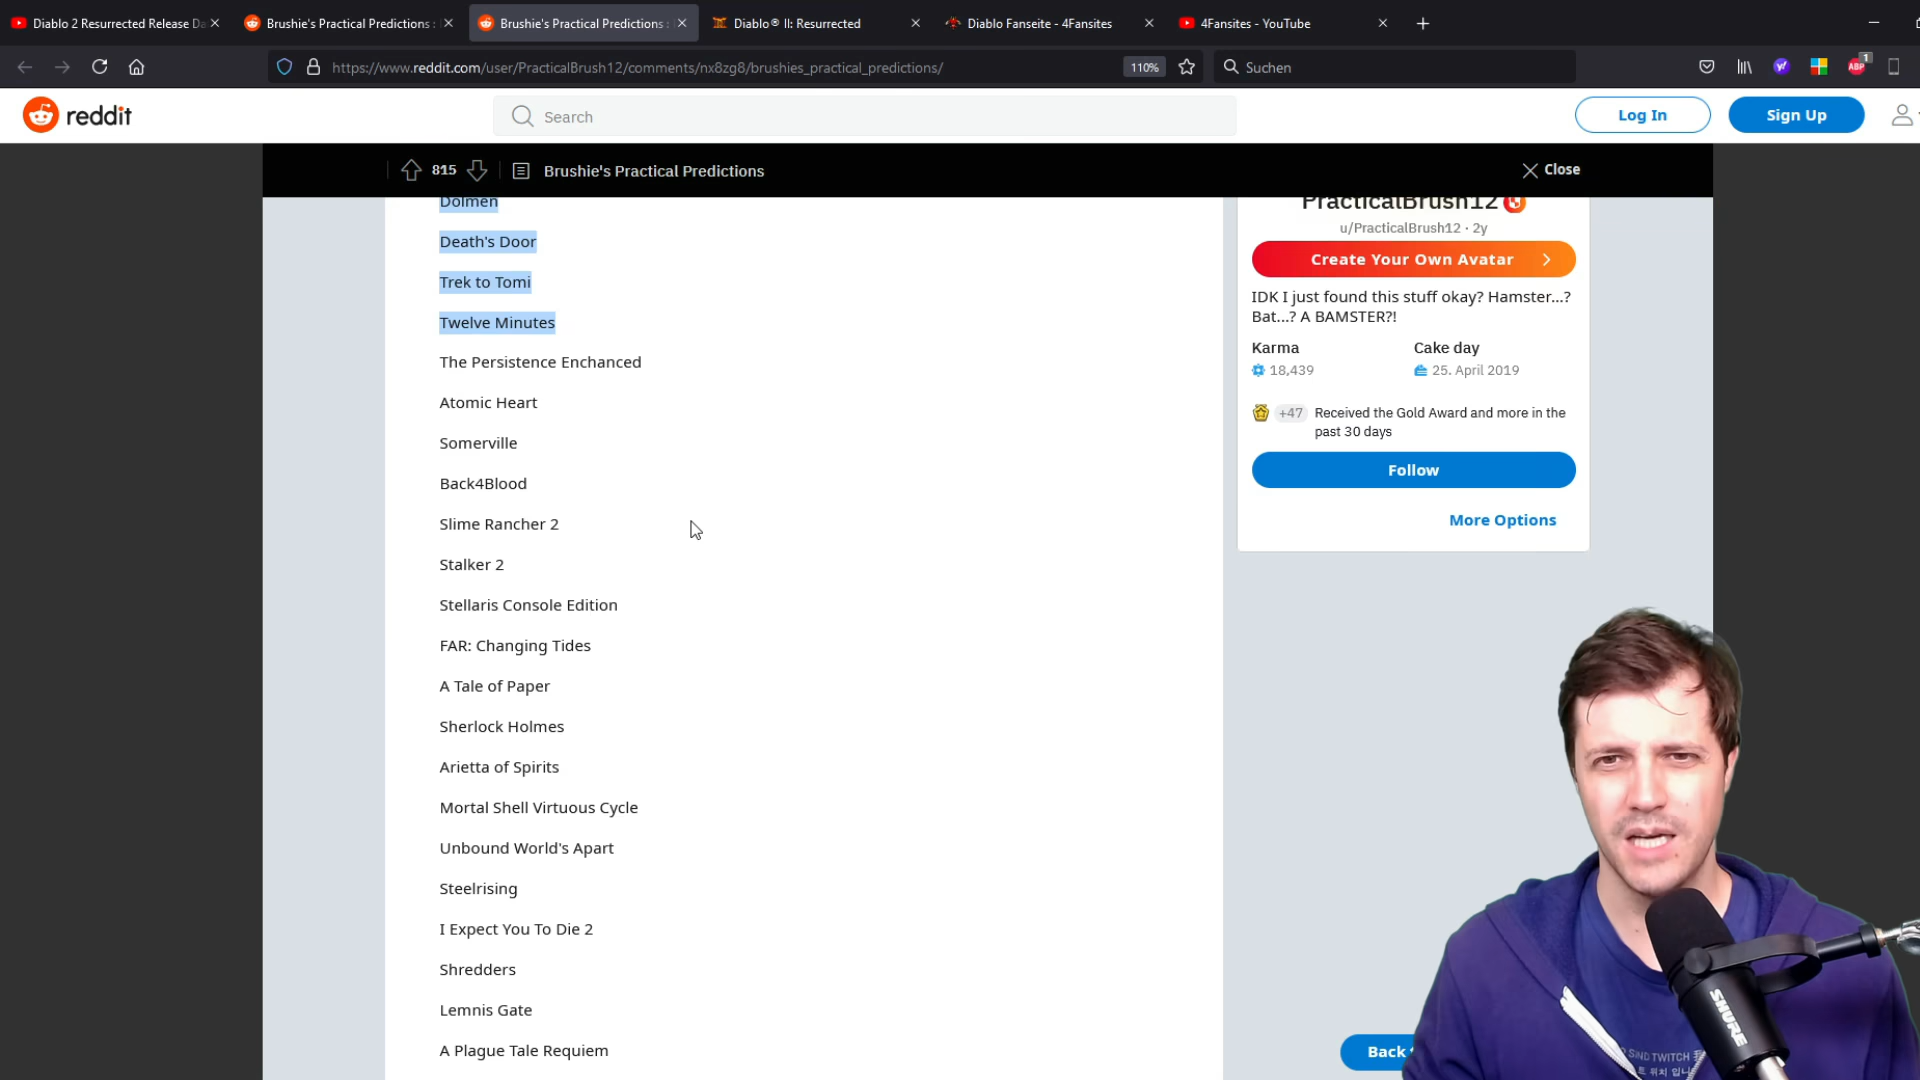 Diablo 2 Resurrected Release Da
Brushie's Practical Predictions :
Brushie's Practical Predictions :
Diablo® II: Resurrected
Diablo Fanseite - 4Fansites
4Fansites - YouTube
https://www.reddit.com/user/PracticalBrush12/comments/nx8zg8/brushies_practical_predictions/
110%
Suchen
ABP
1
reddit
Search
Log In
Sign Up
815
Brushie's Practical Predictions
Close
Dolmen
Death's Door
Trek to Tomi
Twelve Minutes
The Persistence Enchanced
Atomic Heart
Somerville
Back4Blood
Slime Rancher 2
Stalker 2
Stellaris Console Edition
FAR: Changing Tides
A Tale of Paper
Sherlock Holmes
Arietta of Spirits
Mortal Shell Virtuous Cycle
Unbound World's Apart
Steelrising
I Expect You To Die 2
Shredders
Lemnis Gate
A Plague Tale Requiem
PracticalBrush12
u/PracticalBrush12 · 2y
Create Your Own Avatar
IDK I just found this stuff okay? Hamster...?
Bat...? A BAMSTER?!
Karma
Cake day
18,439
25. April 2019
+47
Received the Gold Award and more in the
past 30 days
Follow
More Options
Back
SHURE
SIND TWITCH